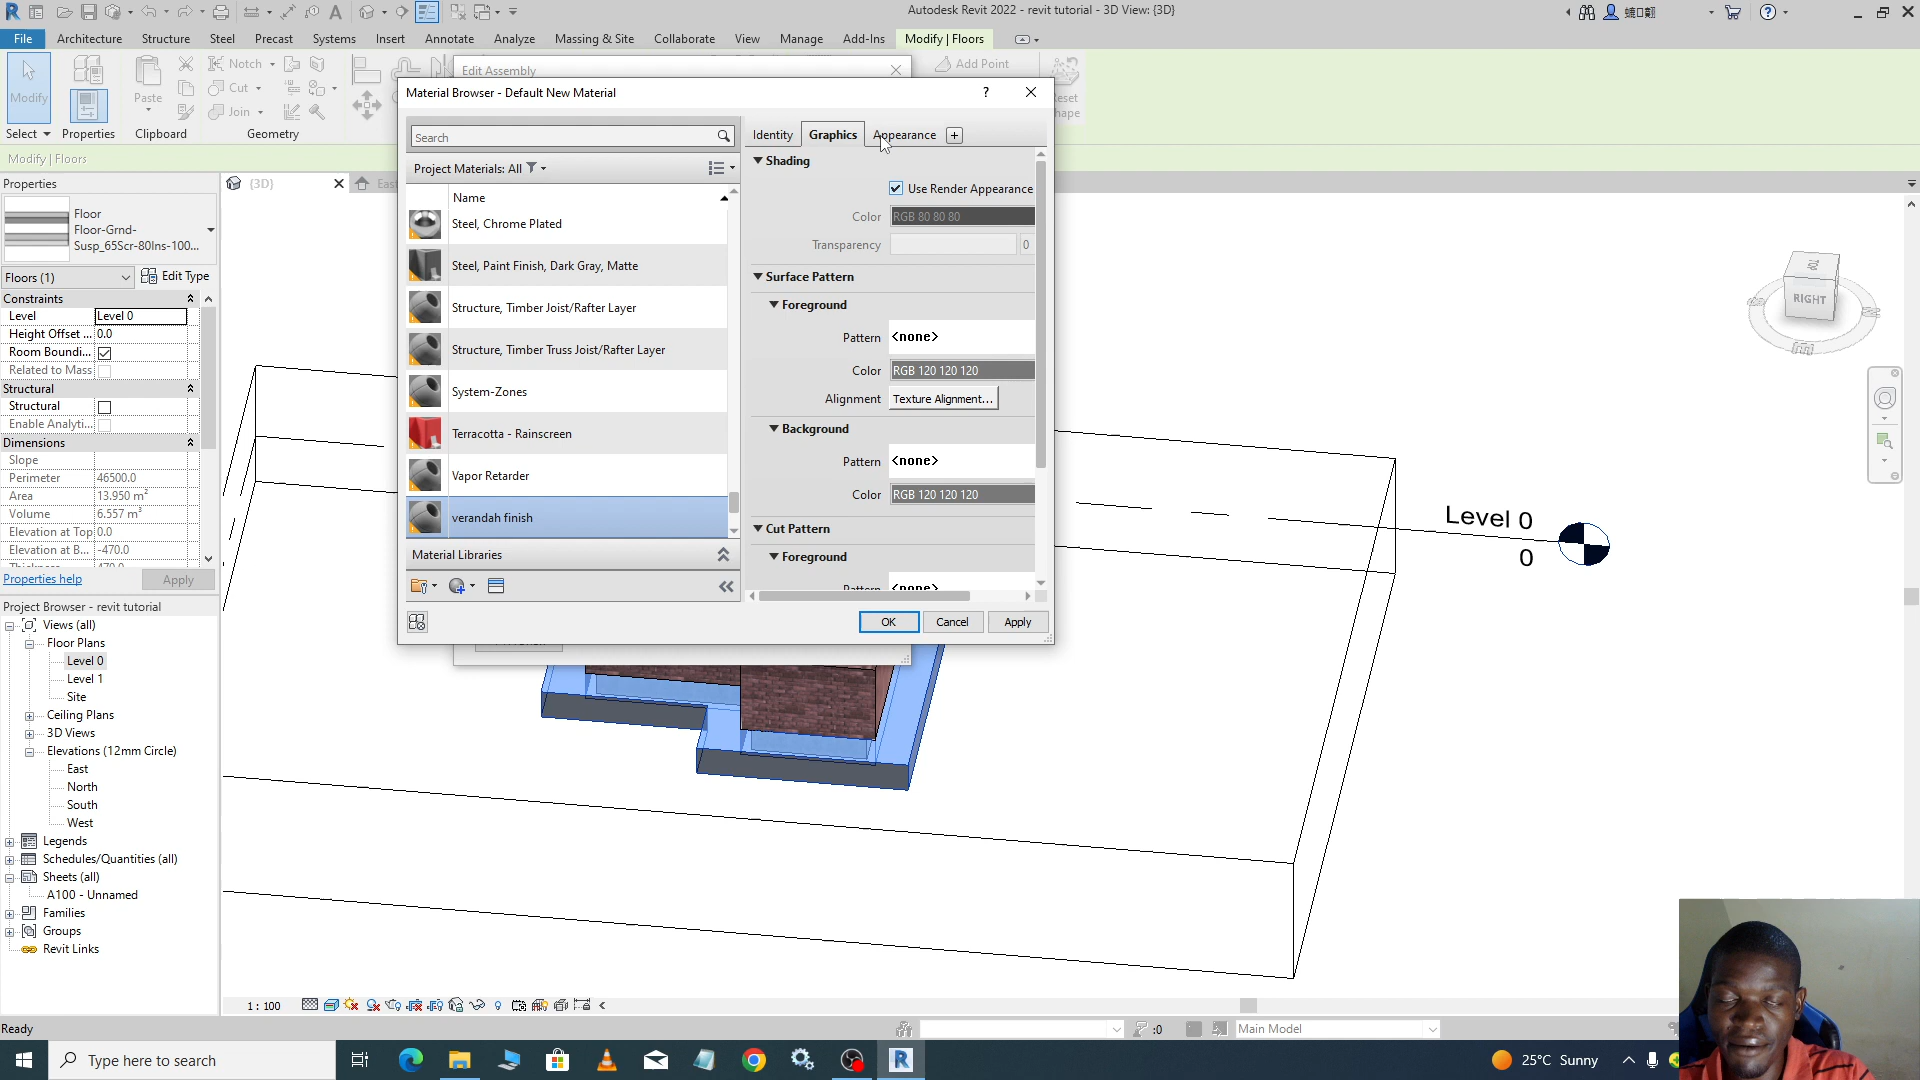 Autodesk Revit 2022 - revit tutorial - 3D View: {3D}
File Architecture Structure Steel Precast Systems Insert Annotate Analyze Massing & Site Collaborate View Manage Add-Ins Modify | Floors
Modify
Paste
Notch
Cut
Join
Add Point
Select Properties Clipboard Geometry
Modify | Floors
Edit Assembly
Material Browser - Default New Material
Search
Project Materials: All
Name
Steel, Chrome Plated
Steel, Paint Finish, Dark Gray, Matte
Structure, Timber Joist/Rafter Layer
Structure, Timber Truss Joist/Rafter Layer
System-Zones
Terracotta - Rainscreen
Vapor Retarder
verandah finish
Material Libraries
Identity Graphics Appearance
Shading
Use Render Appearance
Color RGB 80 80 80
Transparency 0
Surface Pattern
Foreground
Pattern <none>
Color RGB 120 120 120
Alignment Texture Alignment...
Background
Pattern <none>
Color RGB 120 120 120
Cut Pattern
Foreground
Pattern <none>
OK Cancel Apply
Properties
Floor
Floor-Grnd-
Susp_65Scr-80Ins-100...
Floors (1) Edit Type
Constraints
Level Level 0
Height Offset ... 0.0
Room Boundi...
Related to Mass
Structural
Structural
Enable Analyti...
Dimensions
Slope
Perimeter 46500.0
Area 13.950 m²
Volume 6.557 m³
Elevation at Top 0.0
Elevation at B... -470.0
Thickness 470.0
Properties help Apply
Project Browser - revit tutorial
Views (all)
Floor Plans
Level 0
Level 1
Site
Ceiling Plans
3D Views
Elevations (12mm Circle)
East
North
South
West
Legends
Schedules/Quantities (all)
Sheets (all)
A100 - Unnamed
Families
Groups
Revit Links
{3D}
TOP
RIGHT
Level 0
0
1 : 100
Ready
:0
Main Model
Type here to search
25°C Sunny